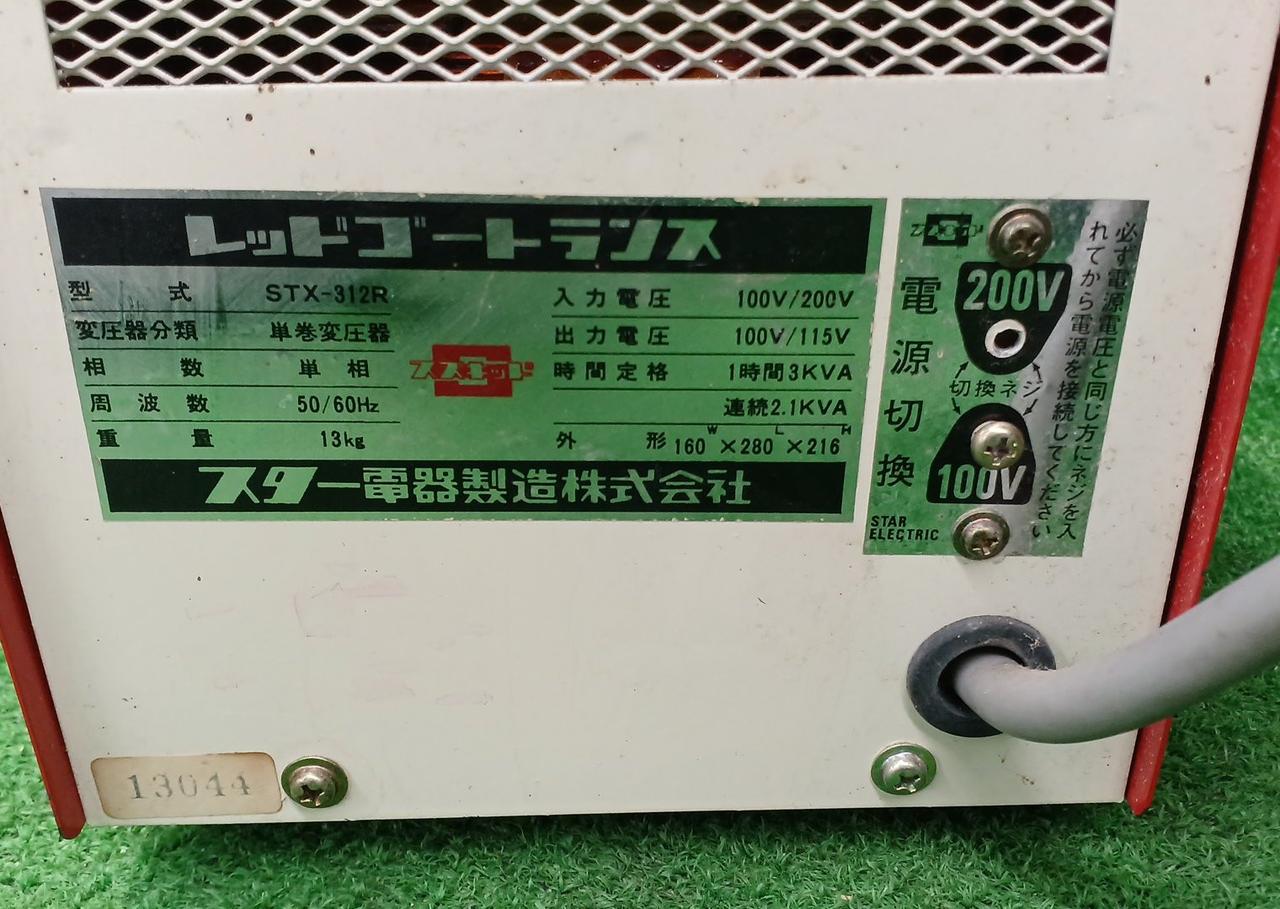 レッドゴートランス
型式 STX-312R
変圧器分類 単巻変圧器
相数 単相
周波数 50/60Hz
重量 13kg
入力電圧 100V/200V
出力電圧 100V/115V
時間定格 1時間3KVA
連続2.1KVA
外形 W160×L280×H216
スター電器製造株式会社
電源切換
200V
切換ネジ
100V
必ず電源電圧と同じ方にネジを入
れてから電源を接続してください
STAR
ELECTRIC
13044